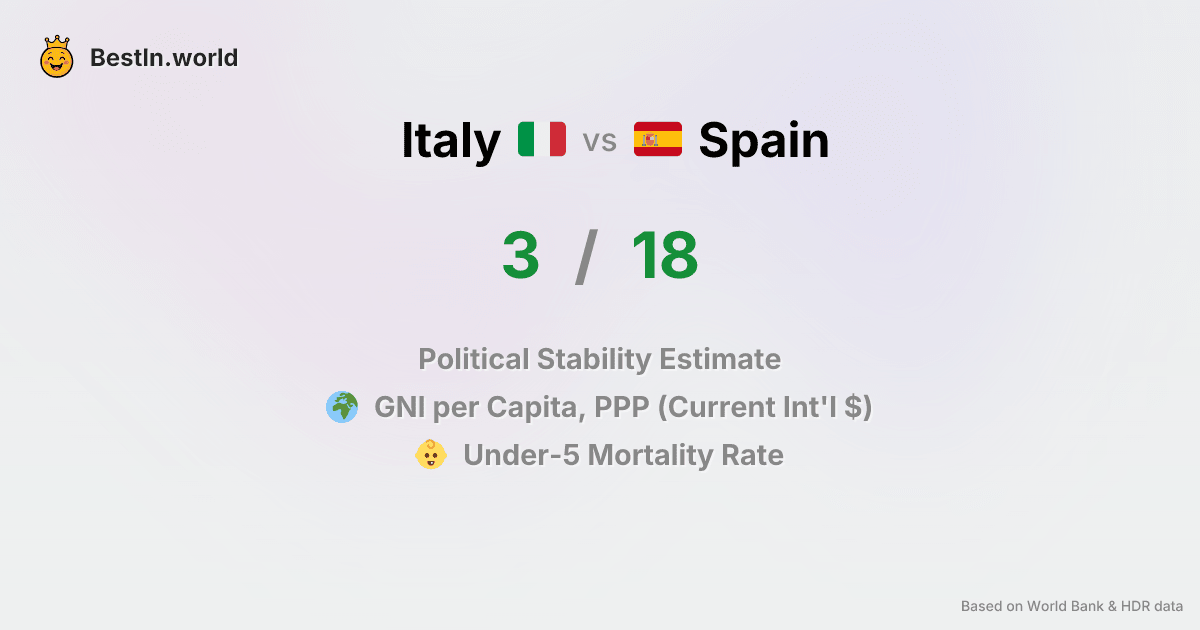 BestIn.world
Italy vs Spain
3 / 18
Political Stability Estimate
GNI per Capita, PPP (Current Int'l $)
Under-5 Mortality Rate
Based on World Bank & HDR data